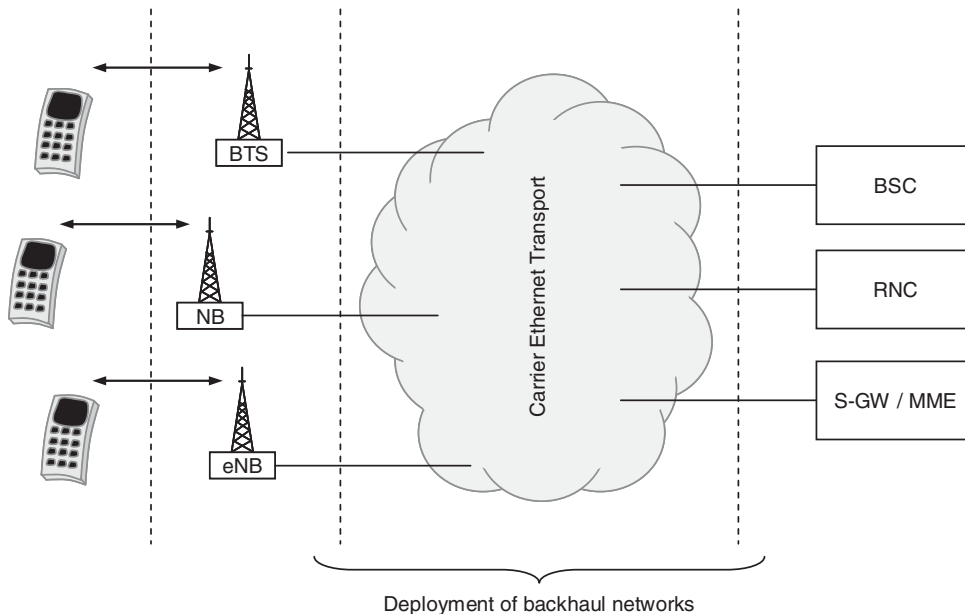 BTS
BSC
Carrier Ethernet Transport
RNC
NB
S-GW / MME
eNB
Deployment of backhaul networks